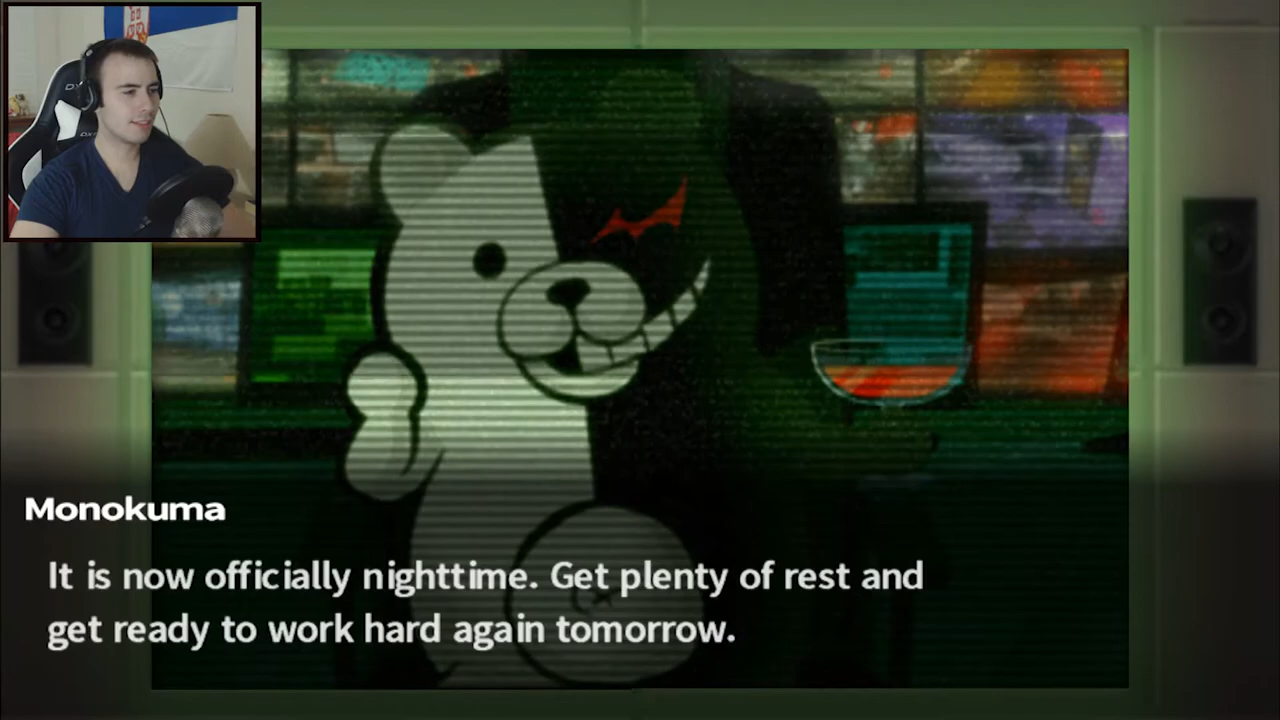 Monokuma
It is now officially nighttime. Get plenty of rest and
get ready to work hard again tomorrow.